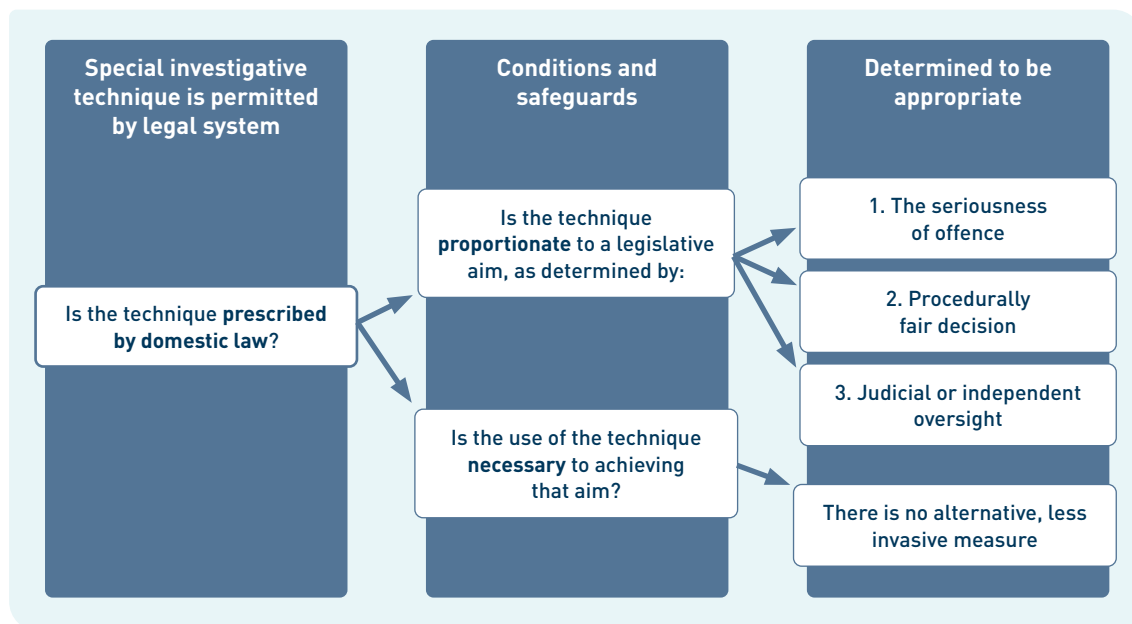 Special investigative
technique is permitted
by legal system
Is the technique prescribed
by domestic law?
Conditions and
safeguards
Is the technique
proportionate to a legislative
aim, as determined by:
Is the use of the technique
necessary to achieving
that aim?
Determined to be
appropriate
1. The seriousness
of offence
2. Procedurally
fair decision
3. Judicial or independent
oversight
There is no alternative, less
invasive measure